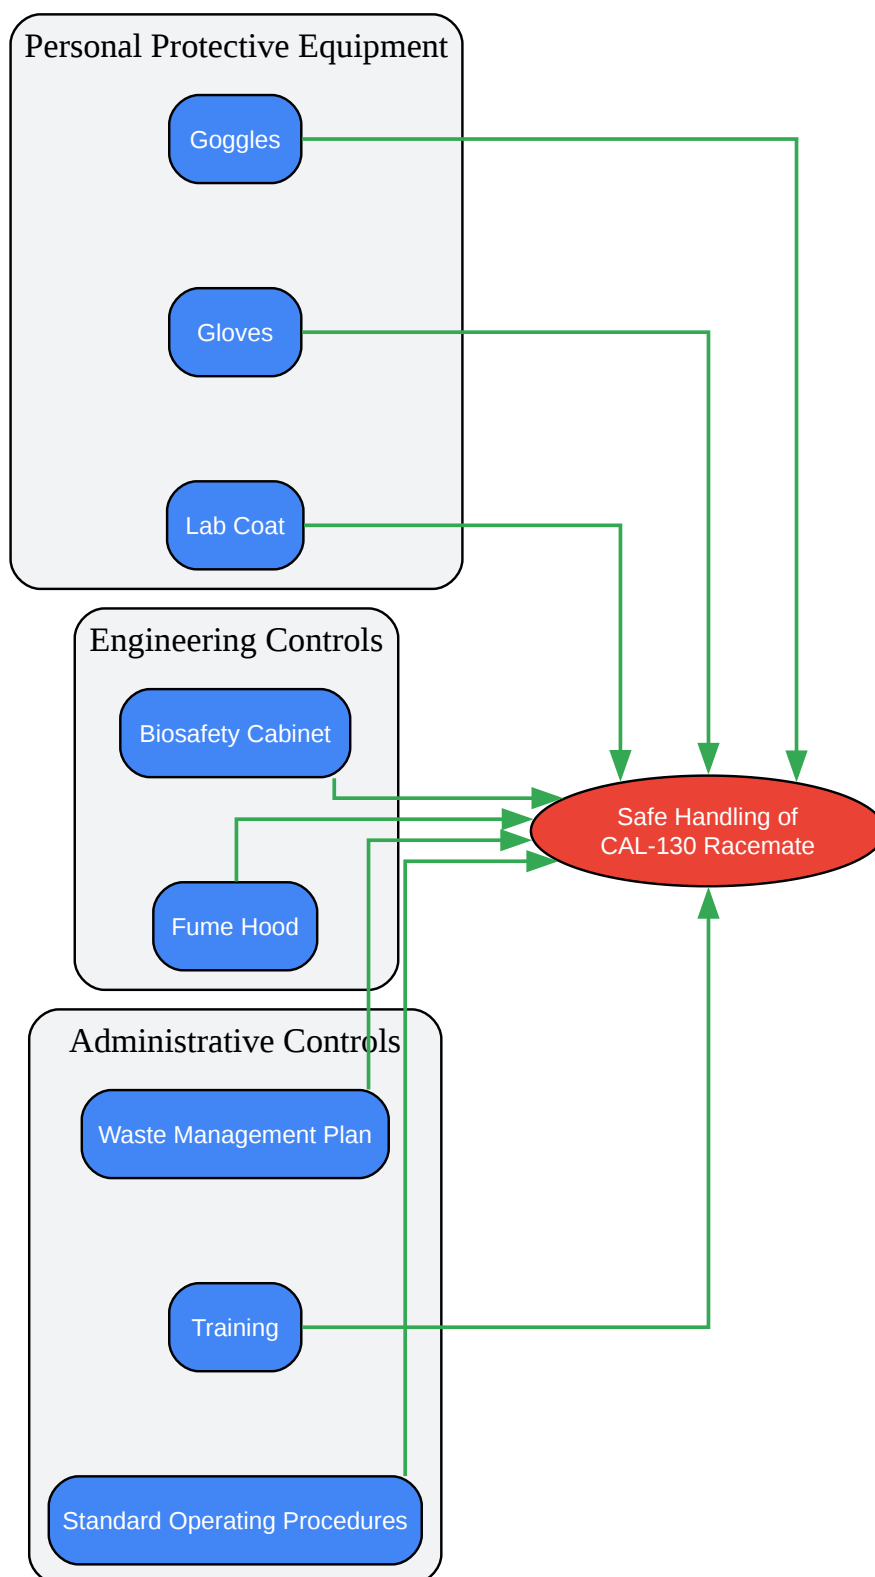 Personal Protective Equipment
Goggles
Gloves
Lab Coat
Engineering Controls
Biosafety Cabinet
Fume Hood
Safe Handling of
CAL-130 Racemate
Administrative Controls
Waste Management Plan
Training
Standard Operating Procedures